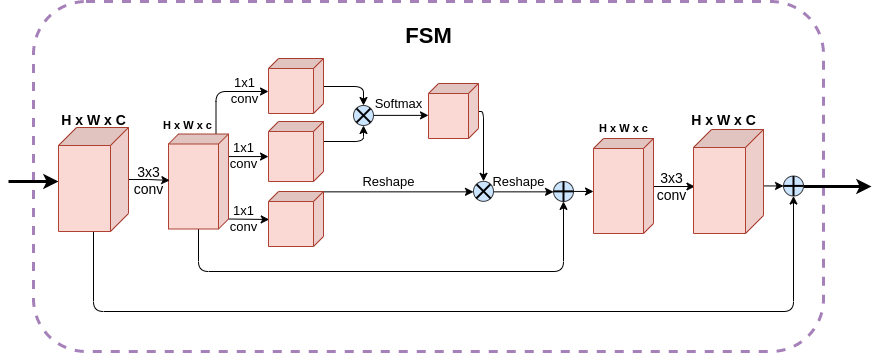 FSM
H x W x C
3x3
conv
H x W x c
1x1
conv
1x1
conv
1x1
conv
Softmax
Reshape
Reshape
H x W x c
3x3
conv
H x W x C